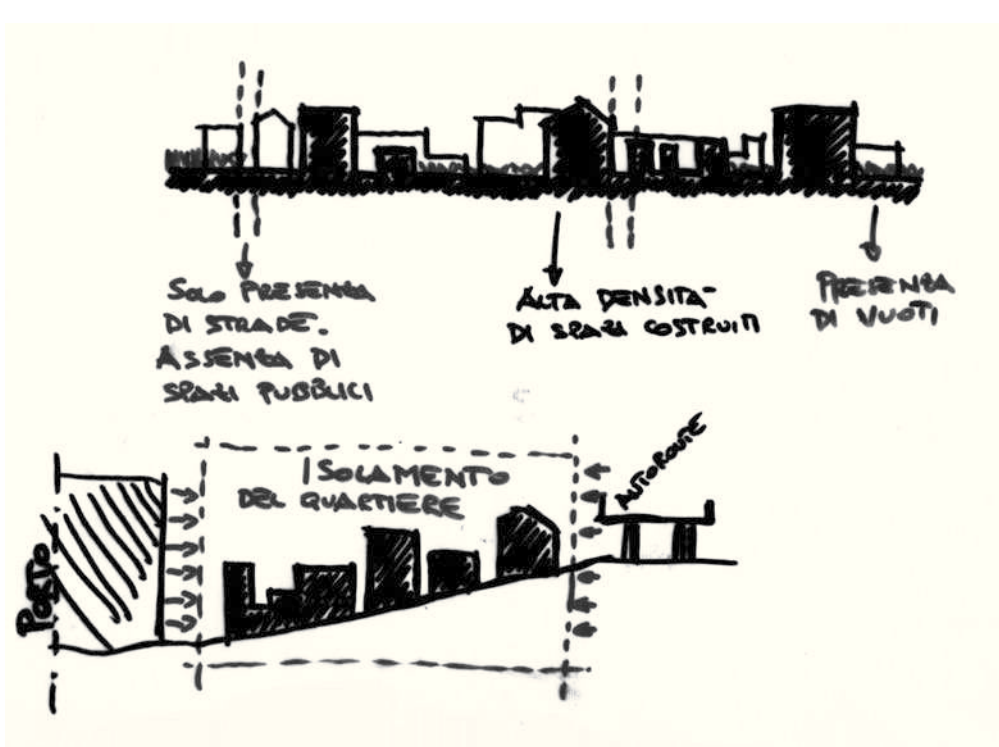 SOLO PRESENZA
DI STRADE.
ASSENZA DI
SPAZI PUBBLICI
ALTA DENSITA'
DI SPAZI COSTRUITI
PRESENZA
DI VUOTI
ISOLAMENTO
DEL QUARTIERE
AUTOROUTE
PORTO